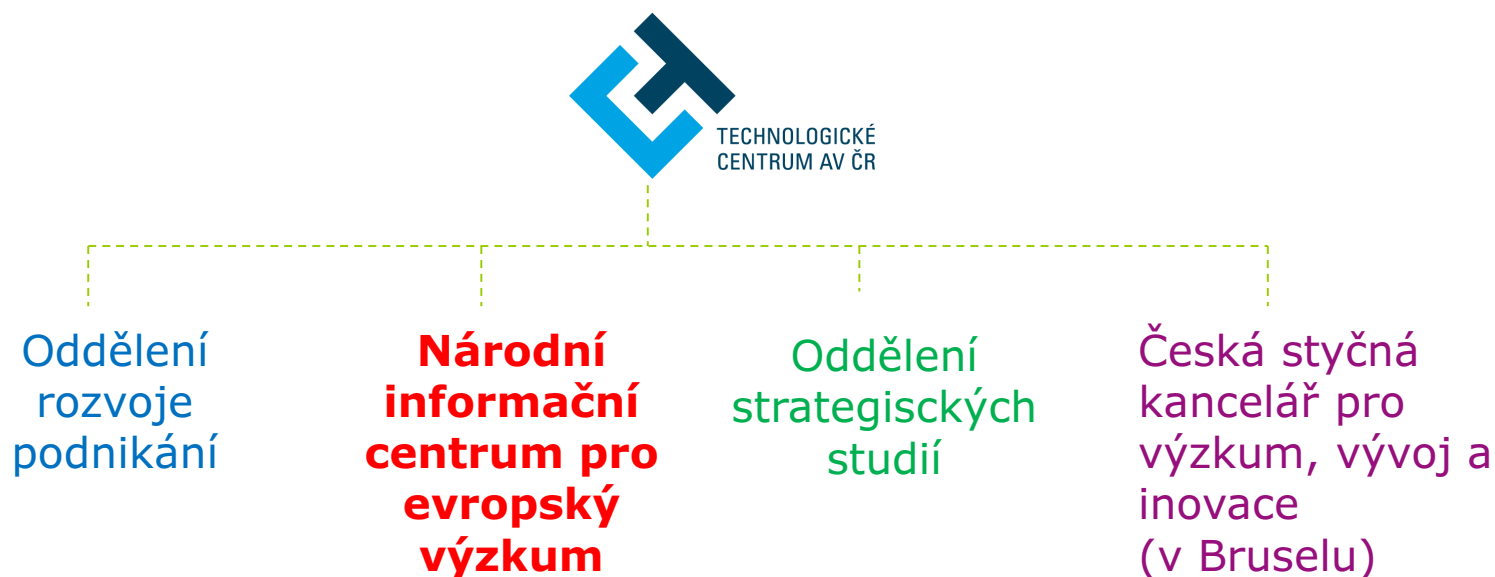 TECHNOLOGICKÉ
CENTRUM AV ČR
Oddělení
rozvoje
podnikání
Národní
informační
centrum pro
evropský
výzkum
Oddělení
strategisckých
studií
Česká styčná
kancelář pro
výzkum, vývoj a
inovace
(v Bruselu)